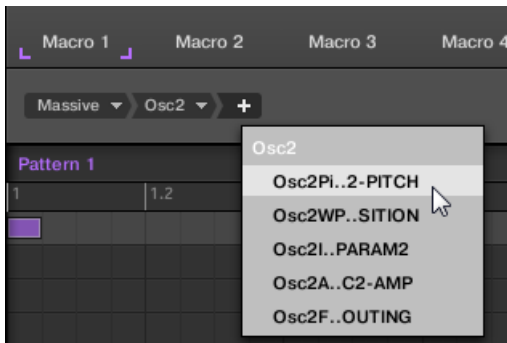 Macro 1 Macro 2 Macro 3 Macro 4
Massive Osc2 +
Osc2
Pattern 1
Osc2Pi..2-PITCH
1 1.2
Osc2WP..SITION
Osc2I..PARAM2
Osc2A..C2-AMP
Osc2F..OUTING